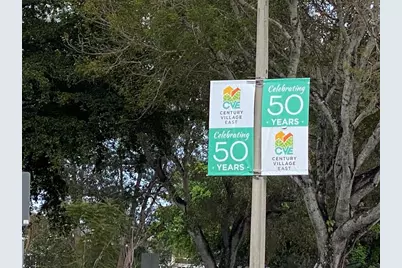 CVE
CENTURY
VILLAGE
EAST
Celebrating
50
YEARS
Celebrating
50
YEARS
CVE
CENTURY
VILLAGE
EAST